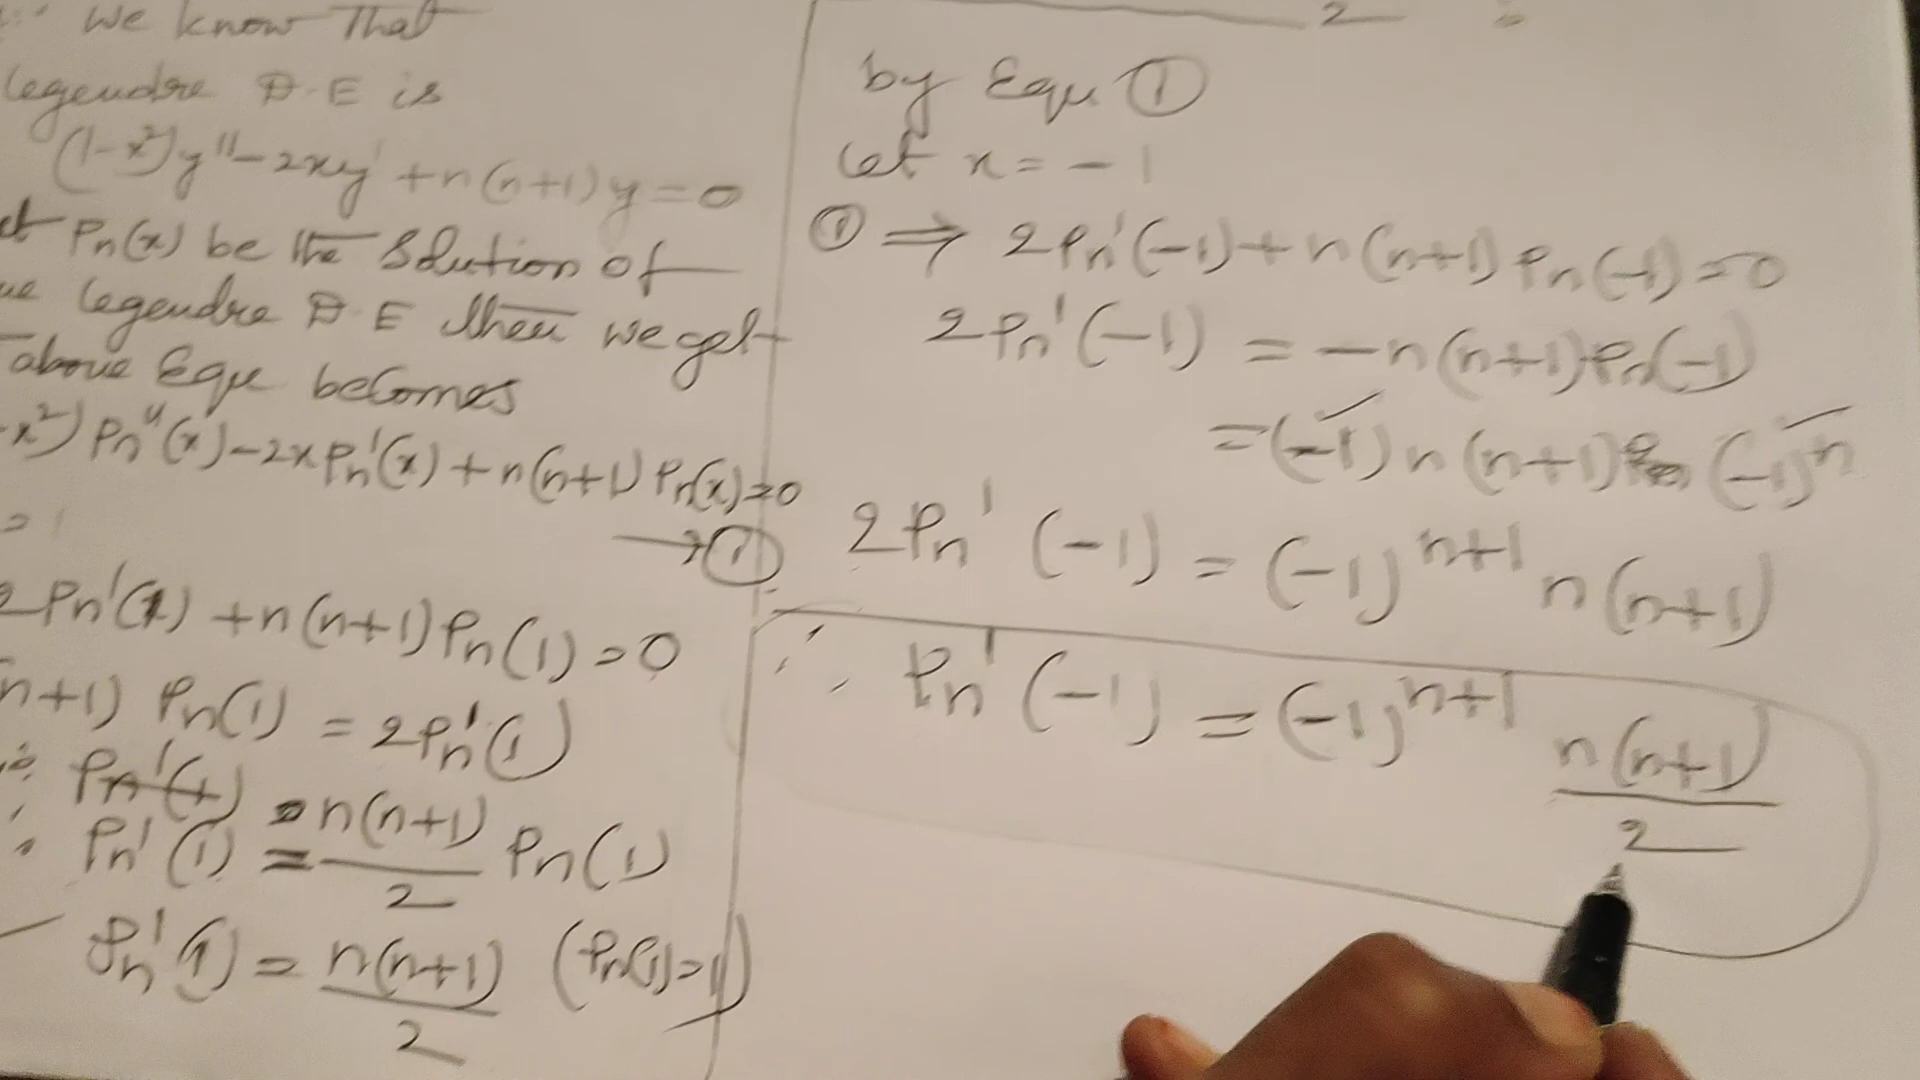 ∵ We know That
legendre D.E is
(1-x²)y''-2xy'+n(n+1)y=0
et Pn(x) be the Solution of
legendre D.E then we get
above Equ becomes
-x²)Pn''(x)-2xPn'(x)+n(n+1)Pn(x)=0
→①
=1
2Pn'(1)+n(n+1)Pn(1)=0
n+1) Pn(1) = 2Pn'(1)
Pn'(1) = n(n+1)/2 Pn(1)
Pn'(1) = n(n+1)/2 (Pn(1)=1)
2
by Equ ①
let x = -1
① ⇒ 2Pn'(-1)+n(n+1)Pn(-1)=0
2Pn'(-1) = -n(n+1)Pn(-1)
=(-1)n(n+1)(-1)ⁿ
2Pn'(-1) = (-1)ⁿ⁺¹ n(n+1)
∴ Pn'(-1) = (-1)ⁿ⁺¹ n(n+1)/2